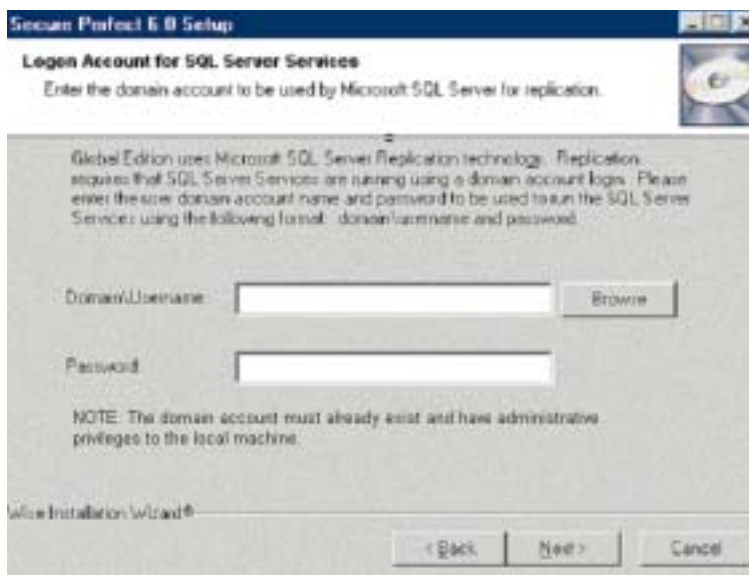 Secure Perfect 6.0 Setup
Logon Account for SQL Server Services
Enter the domain account to be used by Microsoft SQL Server for replication.
Global Edition uses Microsoft SQL Server Replication technology. Replication
requires that SQL Server Services are running using a domain account login. Please
enter the user domain account name and password to be used to run the SQL Server
Services using the following format: domain\username and password.
Domain\Username:
Browse
Password:
NOTE: The domain account must already exist and have administrative
privileges to the local machine.
Wise Installation Wizard®
< Back
Next >
Cancel